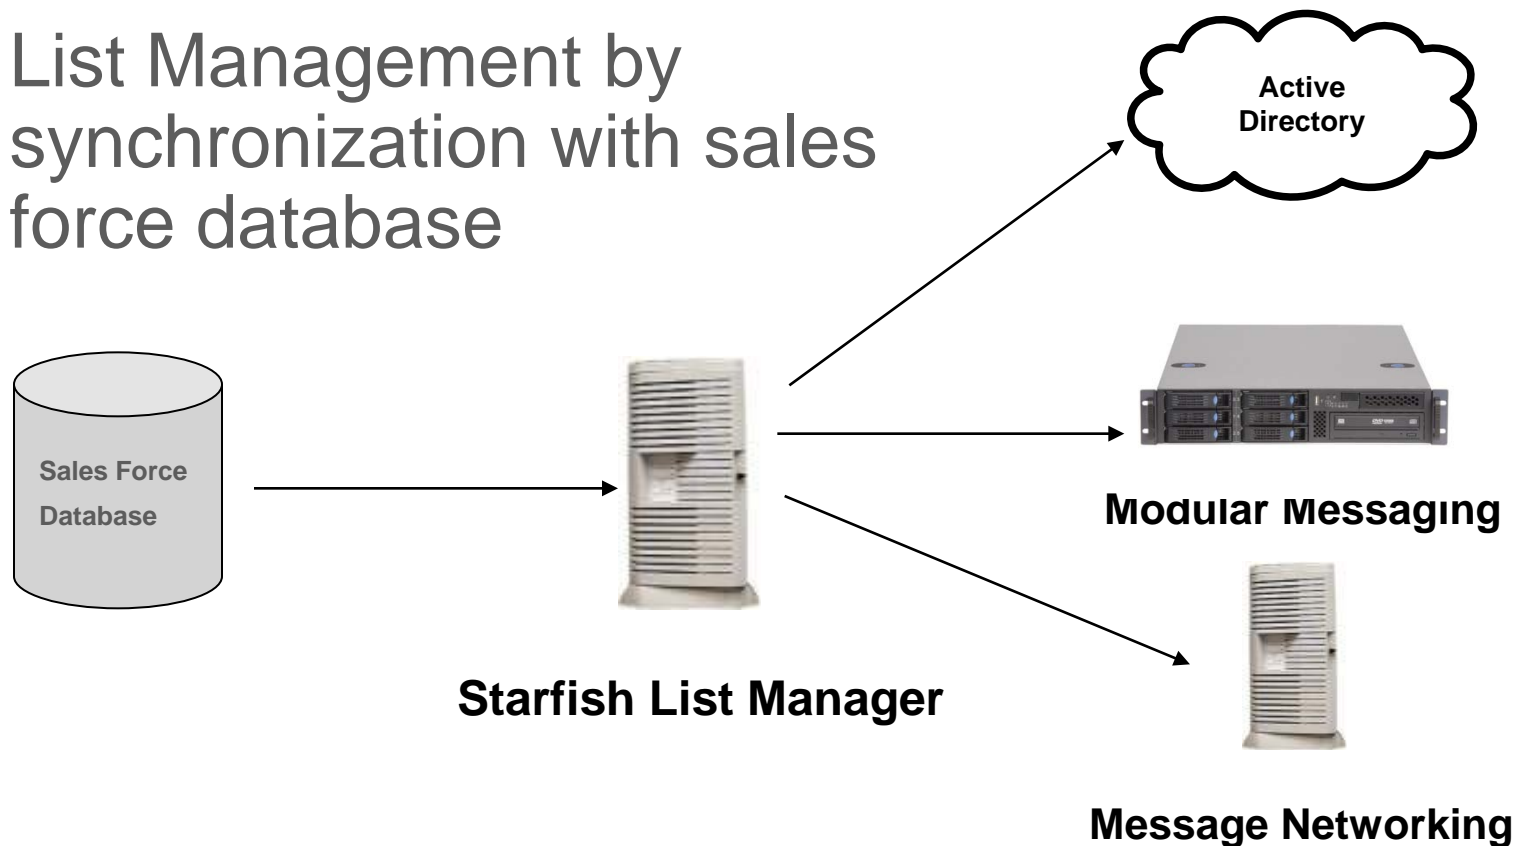 List Management by
synchronization with sales
force database
Active
Directory
Sales Force
Database
Modular Messaging
Starfish List Manager
Message Networking